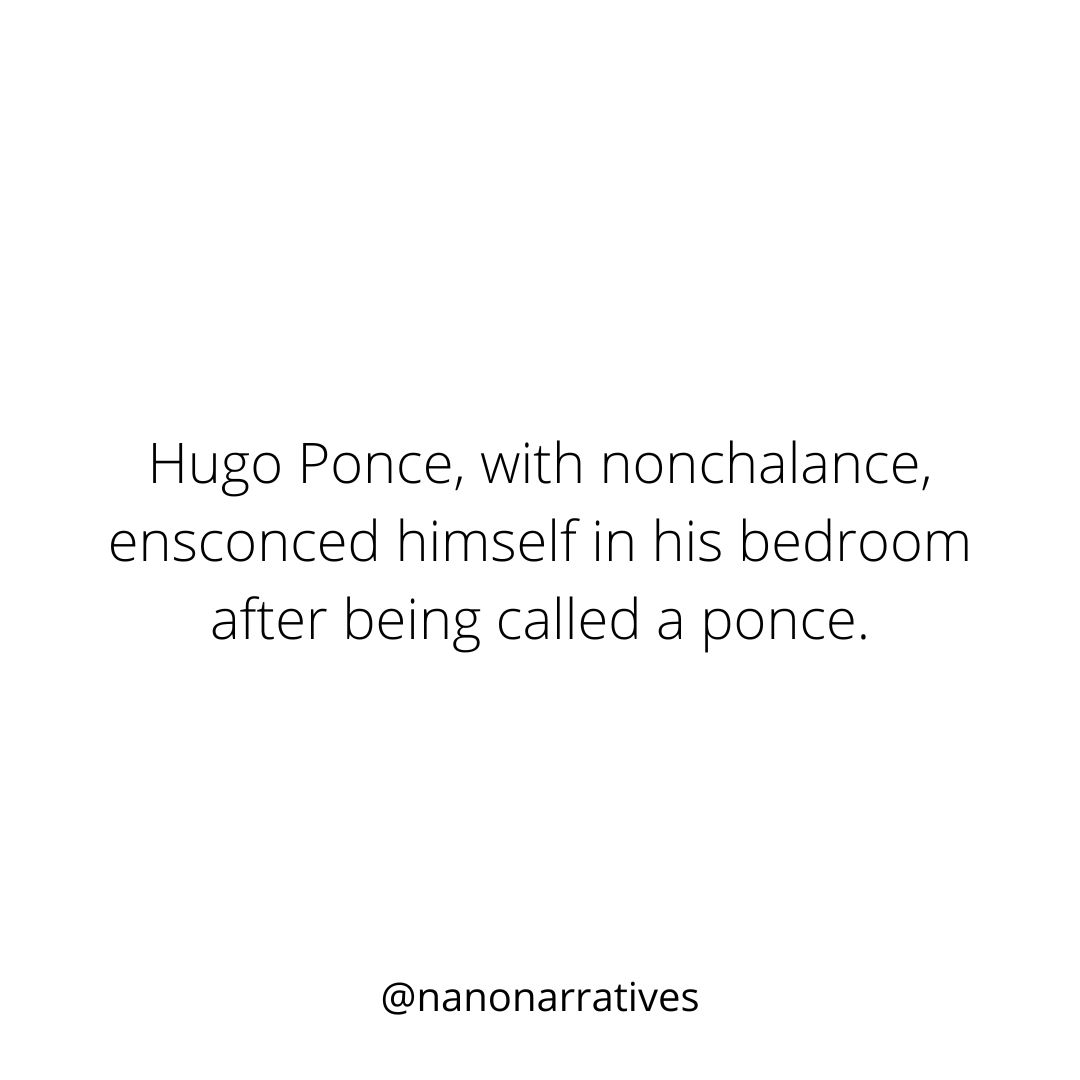 Hugo Ponce, with nonchalance,
ensconced himself in his bedroom
after being called a ponce.
@nanonarratives